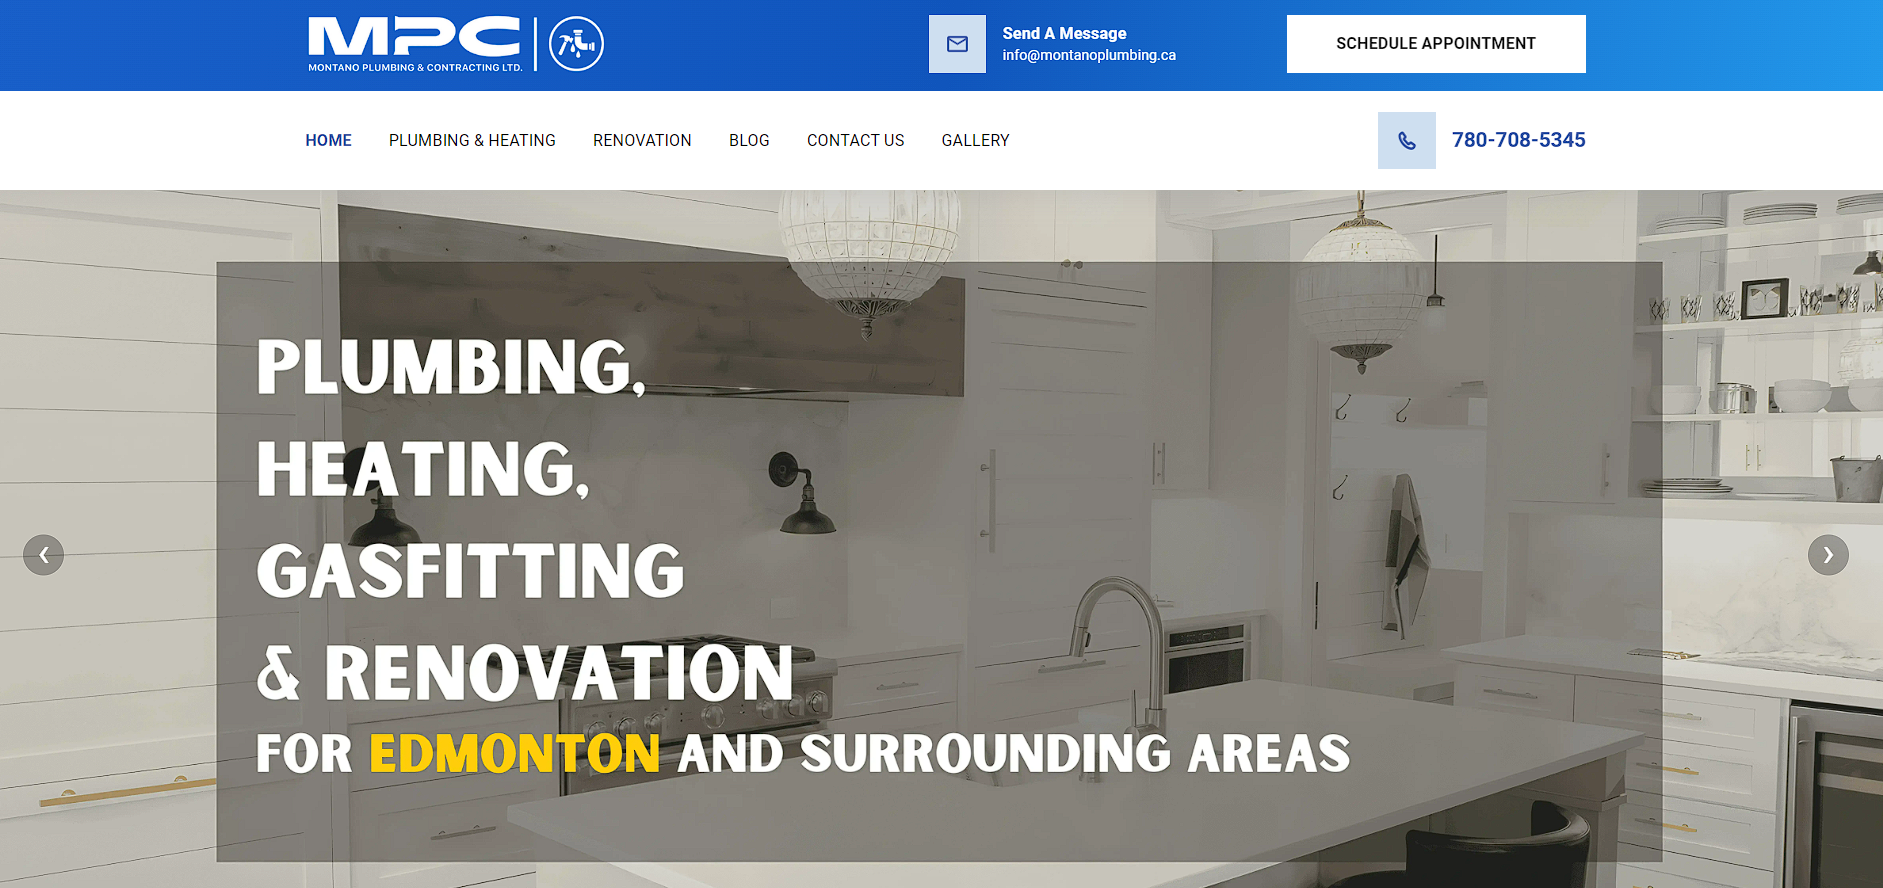 MPC
MONTANO PLUMBING & CONTRACTING LTD.
Send A Message
info@montanoplumbing.ca
SCHEDULE APPOINTMENT
HOME
PLUMBING & HEATING
RENOVATION
BLOG
CONTACT US
GALLERY
780-708-5345
PLUMBING,
HEATING,
GASFITTING
& RENOVATION
FOR EDMONTON AND SURROUNDING AREAS